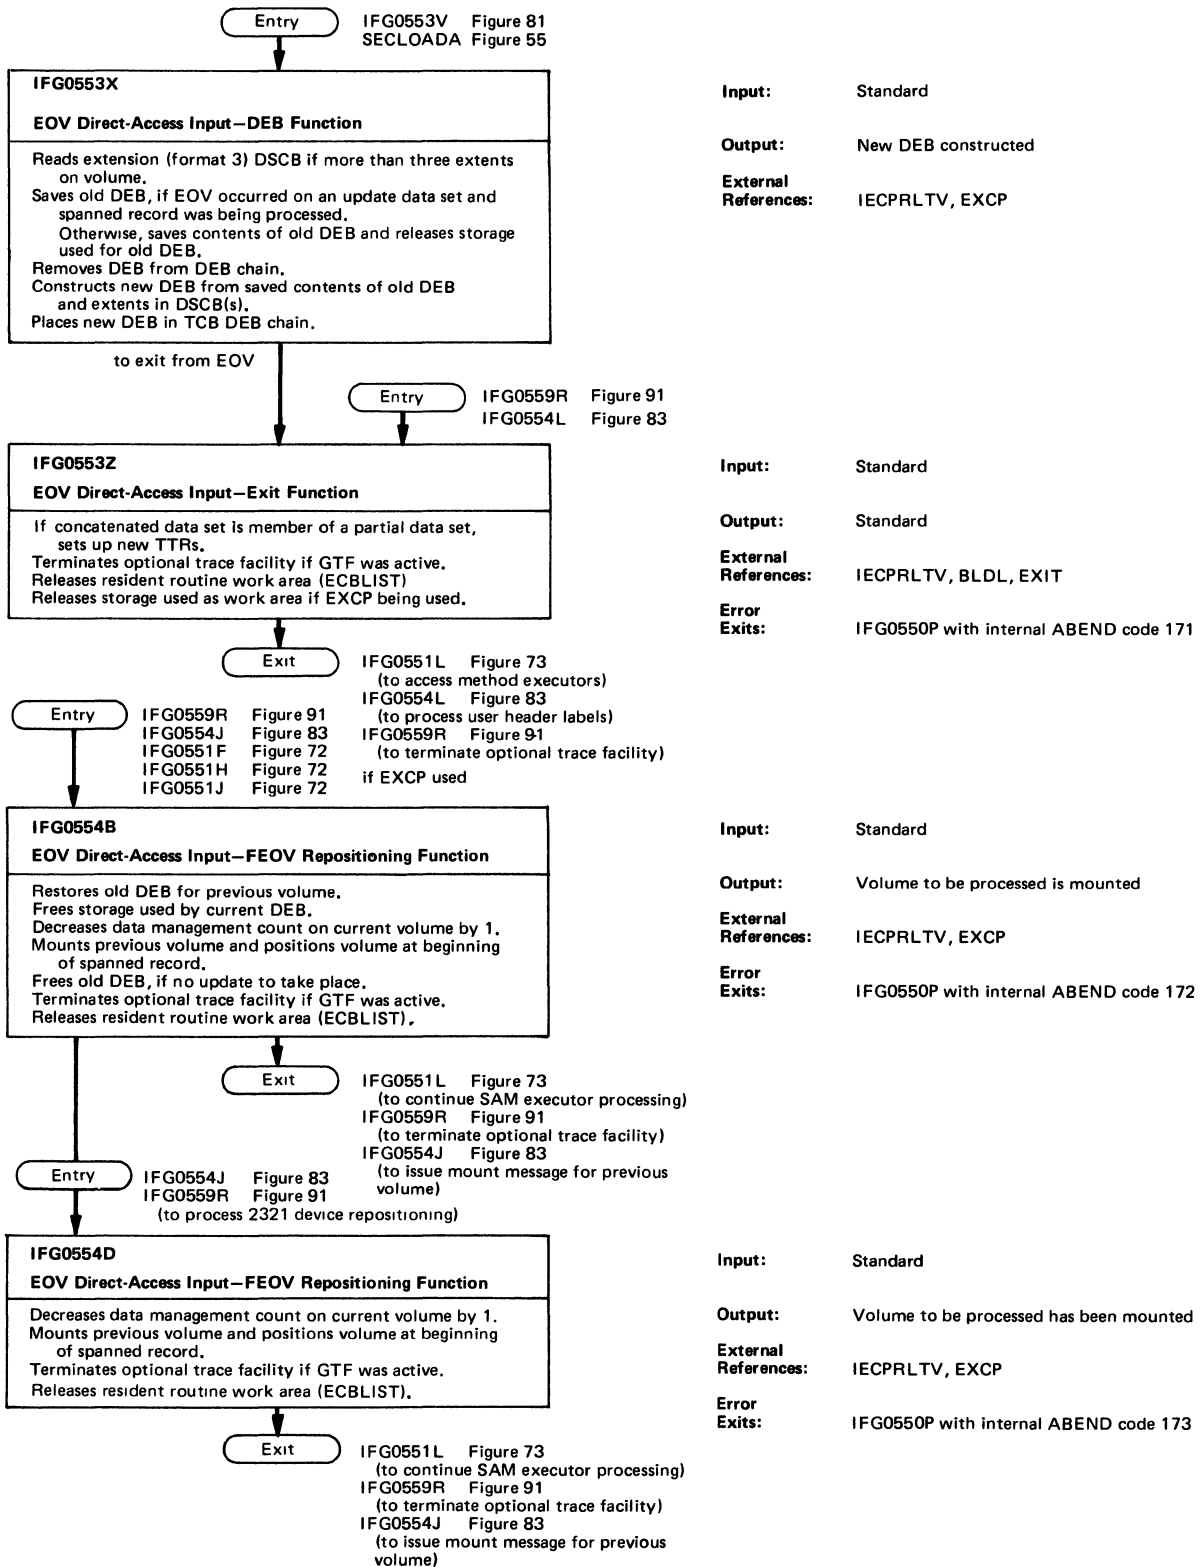 Entry
IFG0553V Figure 81
SECLOADA Figure 55
IFG0553X
EOV Direct-Access Input—DEB Function
Reads extension (format 3) DSCB if more than three extents
on volume.
Saves old DEB, if EOV occurred on an update data set and
spanned record was being processed.
Otherwise, saves contents of old DEB and releases storage
used for old DEB.
Removes DEB from DEB chain.
Constructs new DEB from saved contents of old DEB
and extents in DSCB(s).
Places new DEB in TCB DEB chain.
Input: Standard
Output: New DEB constructed
External
References: IECPRLTV, EXCP
to exit from EOV
Entry
IFG0559R Figure 91
IFG0554L Figure 83
IFG0553Z
EOV Direct-Access Input—Exit Function
If concatenated data set is member of a partial data set,
sets up new TTRs.
Terminates optional trace facility if GTF was active.
Releases resident routine work area (ECBLIST)
Releases storage used as work area if EXCP being used.
Input: Standard
Output: Standard
External
References: IECPRLTV, BLDL, EXIT
Error
Exits: IFG0550P with internal ABEND code 171
Exit
IFG0551L Figure 73
(to access method executors)
IFG0554L Figure 83
(to process user header labels)
IFG0559R Figure 91
(to terminate optional trace facility)
if EXCP used
Entry
IFG0559R Figure 91
IFG0554J Figure 83
IFG0551F Figure 72
IFG0551H Figure 72
IFG0551J Figure 72
IFG0554B
EOV Direct-Access Input—FEOV Repositioning Function
Restores old DEB for previous volume.
Frees storage used by current DEB.
Decreases data management count on current volume by 1.
Mounts previous volume and positions volume at beginning
of spanned record.
Frees old DEB, if no update to take place.
Terminates optional trace facility if GTF was active.
Releases resident routine work area (ECBLIST).
Input: Standard
Output: Volume to be processed is mounted
External
References: IECPRLTV, EXCP
Error
Exits: IFG0550P with internal ABEND code 172
Exit
IFG0551L Figure 73
(to continue SAM executor processing)
IFG0559R Figure 91
(to terminate optional trace facility)
IFG0554J Figure 83
(to issue mount message for previous
volume)
Entry
IFG0554J Figure 83
IFG0559R Figure 91
(to process 2321 device repositioning)
IFG0554D
EOV Direct-Access Input—FEOV Repositioning Function
Decreases data management count on current volume by 1.
Mounts previous volume and positions volume at beginning
of spanned record.
Terminates optional trace facility if GTF was active.
Releases resident routine work area (ECBLIST).
Input: Standard
Output: Volume to be processed has been mounted
External
References: IECPRLTV, EXCP
Error
Exits: IFG0550P with internal ABEND code 173
Exit
IFG0551L Figure 73
(to continue SAM executor processing)
IFG0559R Figure 91
(to terminate optional trace facility)
IFG0554J Figure 83
(to issue mount message for previous
volume)